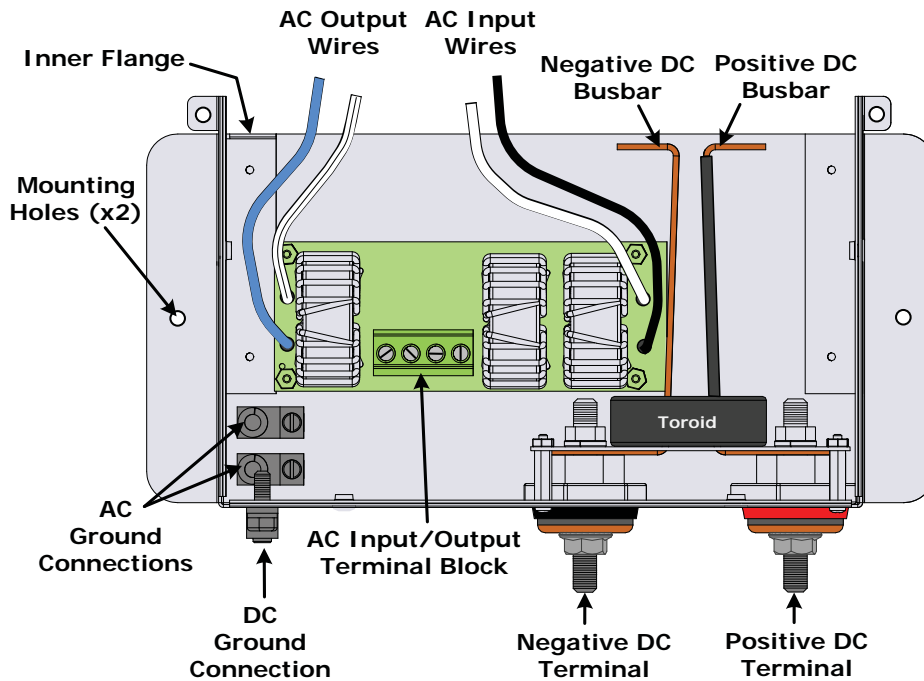 AC Output
Wires
AC Input
Wires
Inner Flange
Negative DC
Busbar
Positive DC
Busbar
Mounting
Holes (x2)
Toroid
AC
Ground
Connections
AC Input/Output
Terminal Block
DC
Ground
Connection
Negative DC
Terminal
Positive DC
Terminal